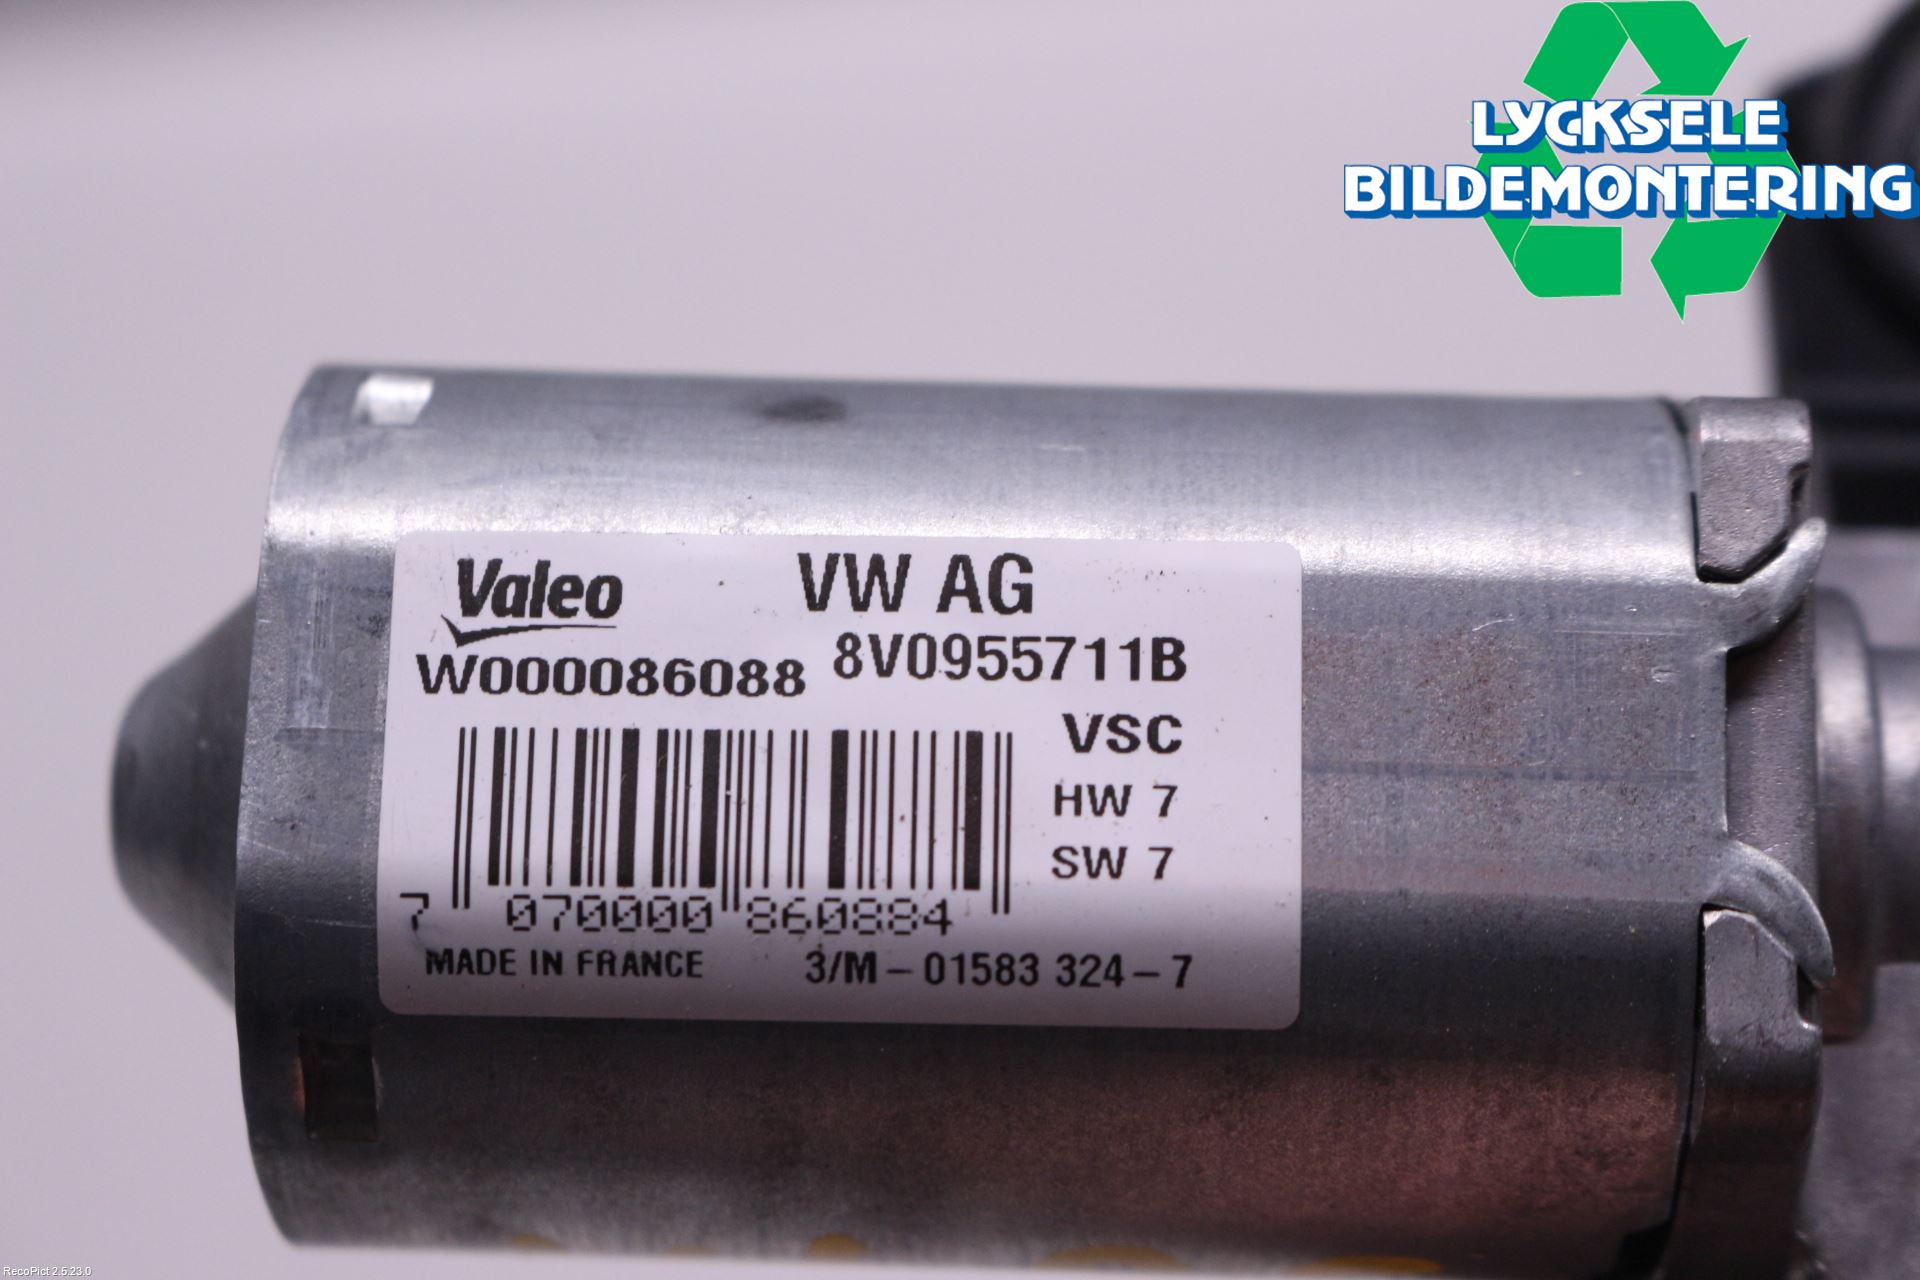 LYCKSELE
BILDEMONTERING
Valeo
VW AG
W000086088
8V0955711B
VSC
HW 7
SW 7
7 070000 860884
MADE IN FRANCE
3/M-01583 324-7
RecoPict 2.5.23.0